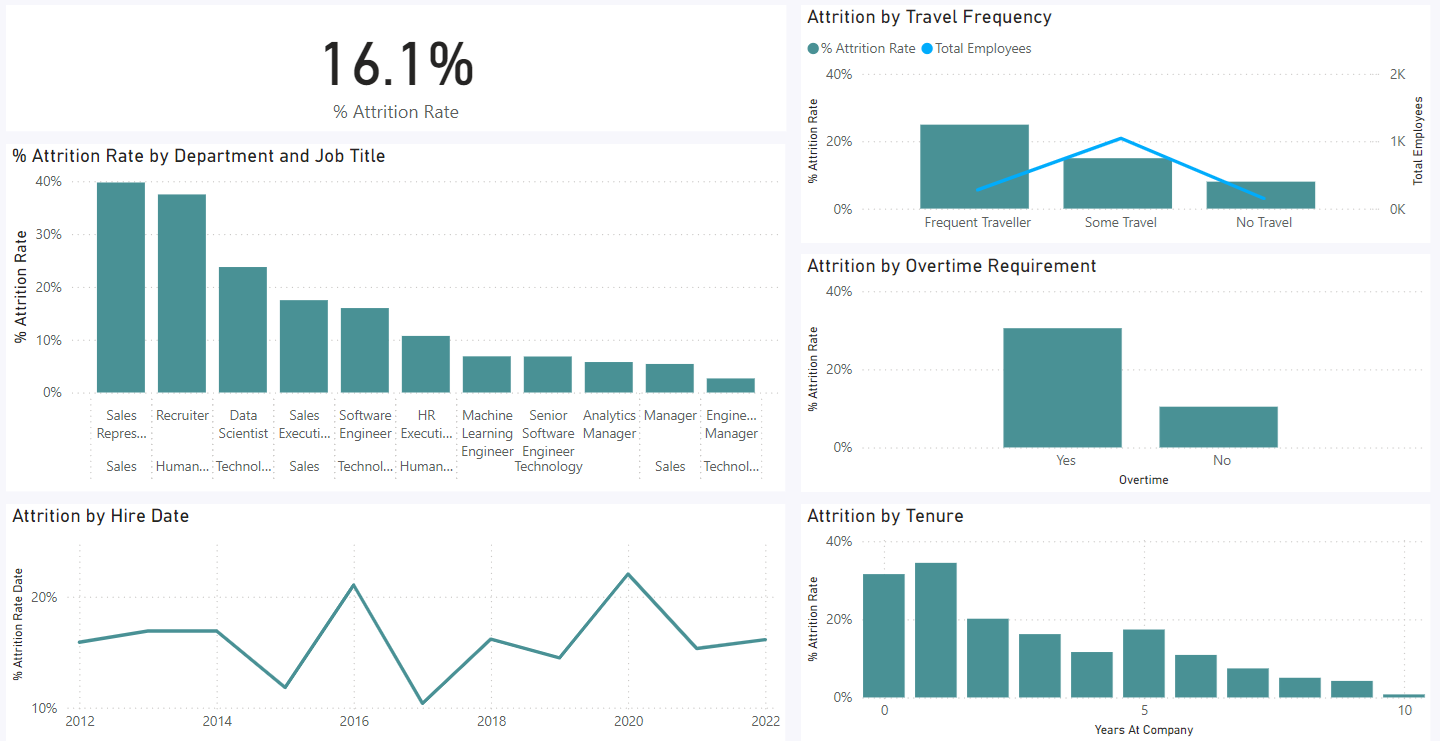 16.1%
% Attrition Rate
% Attrition Rate by Department and Job Title
% Attrition Rate
40%
30%
20%
10%
0%
Sales Repres...
Recruiter
Data Scientist
Sales Executi...
Software Engineer
HR Executi...
Machine Learning Engineer
Senior Software Engineer
Analytics Manager
Manager
Engine... Manager
Sales
Human...
Technol...
Sales
Technol...
Human...
Technology
Sales
Technol...
Attrition by Hire Date
% Attrition Rate Date
20%
10%
2012 2014 2016 2018 2020 2022
Attrition by Travel Frequency
% Attrition Rate Total Employees
% Attrition Rate
40%
20%
0%
2K
1K
0K
Total Employees
Frequent Traveller Some Travel No Travel
Attrition by Overtime Requirement
% Attrition Rate
40%
20%
0%
Yes No
Overtime
Attrition by Tenure
% Attrition Rate
40%
20%
0%
0 5 10
Years At Company